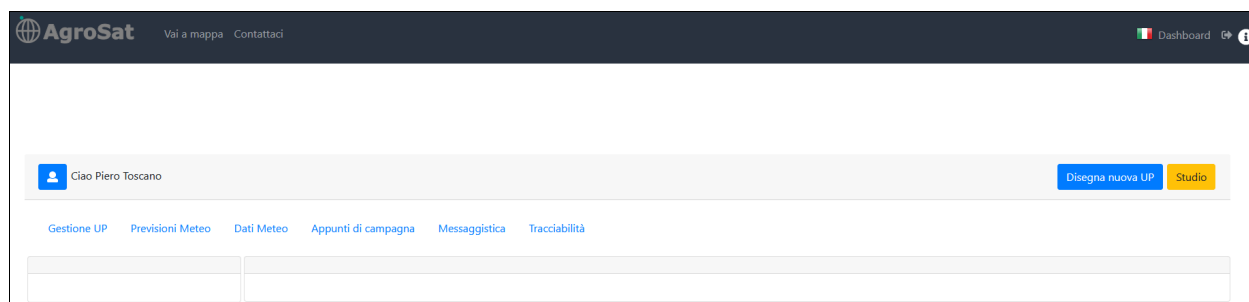 AgroSat Vai a mappa Contattaci Dashboard
Ciao Piero Toscano Disegna nuova UP Studio
Gestione UP Previsioni Meteo Dati Meteo Appunti di campagna Messaggistica Tracciabilità